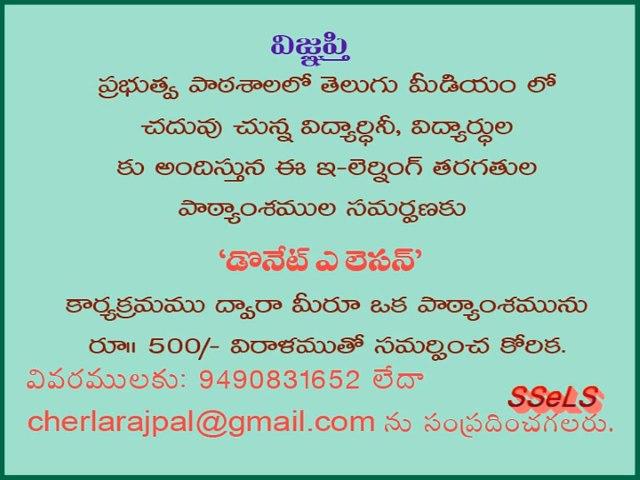 విజ్ఞప్తి
ప్రభుత్వ పాఠశాలలో తెలుగు మీడియం లో
చదువు చున్న విద్యార్ధినీ, విద్యార్ధుల
కు అందిస్తున ఈ ఇ-లెర్నింగ్ తరగతుల
పాఠ్యాంశముల సమర్పణకు
‘డొనేట్ ఎ లెసన్’
కార్యక్రమము ద్వారా మీరూ ఒక పాఠ్యాంశమును
రూ॥ 500/- విరాళముతో సమర్పించ కోరిక.
వివరములకు: 9490831652 లేదా
SSeLS
cherlarajpal@gmail.com ను సంప్రదించగలరు.